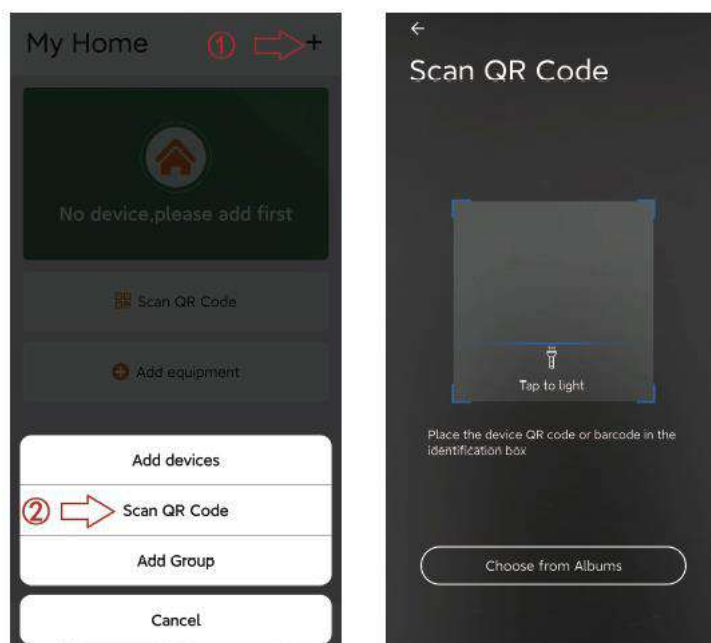 My Home ① +
No device,please add first
Scan QR Code
Add equipment
Add devices
② Scan QR Code
Add Group
Cancel
Scan QR Code
Tap to light
Place the device QR code or barcode in the
identification box
Choose from Albums